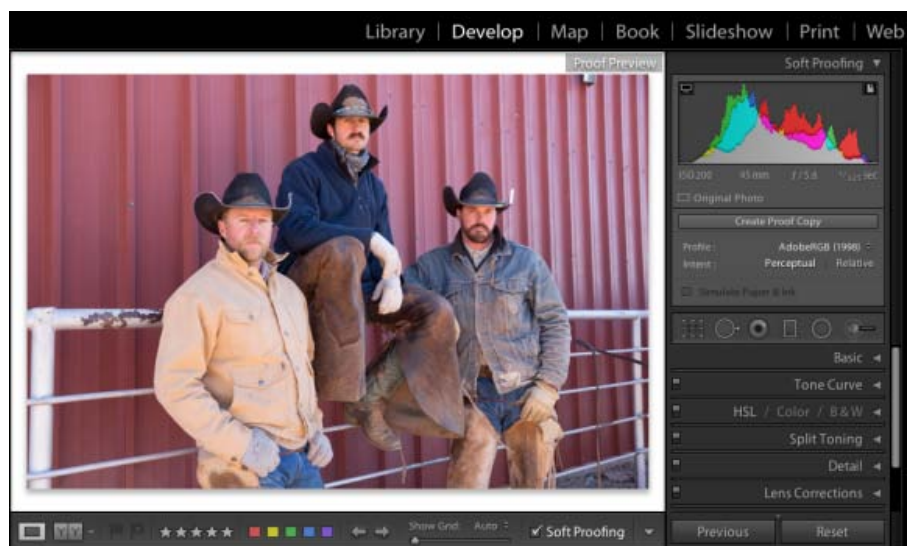 Library | Develop | Map | Book | Slideshow | Print | Web
Proof Preview
Soft Proofing
ISO 200 45 mm f / 5.6
Original Photo
Create Proof Copy
Profile : AdobeRGB (1998)
Intent : Perceptual Relative
Simulate Paper & Ink
Basic
Tone Curve
HSL / Color / B & W
Split Toning
Detail
Lens Corrections
Y Y
Show Grid: Auto
Soft Proofing
Previous
Reset